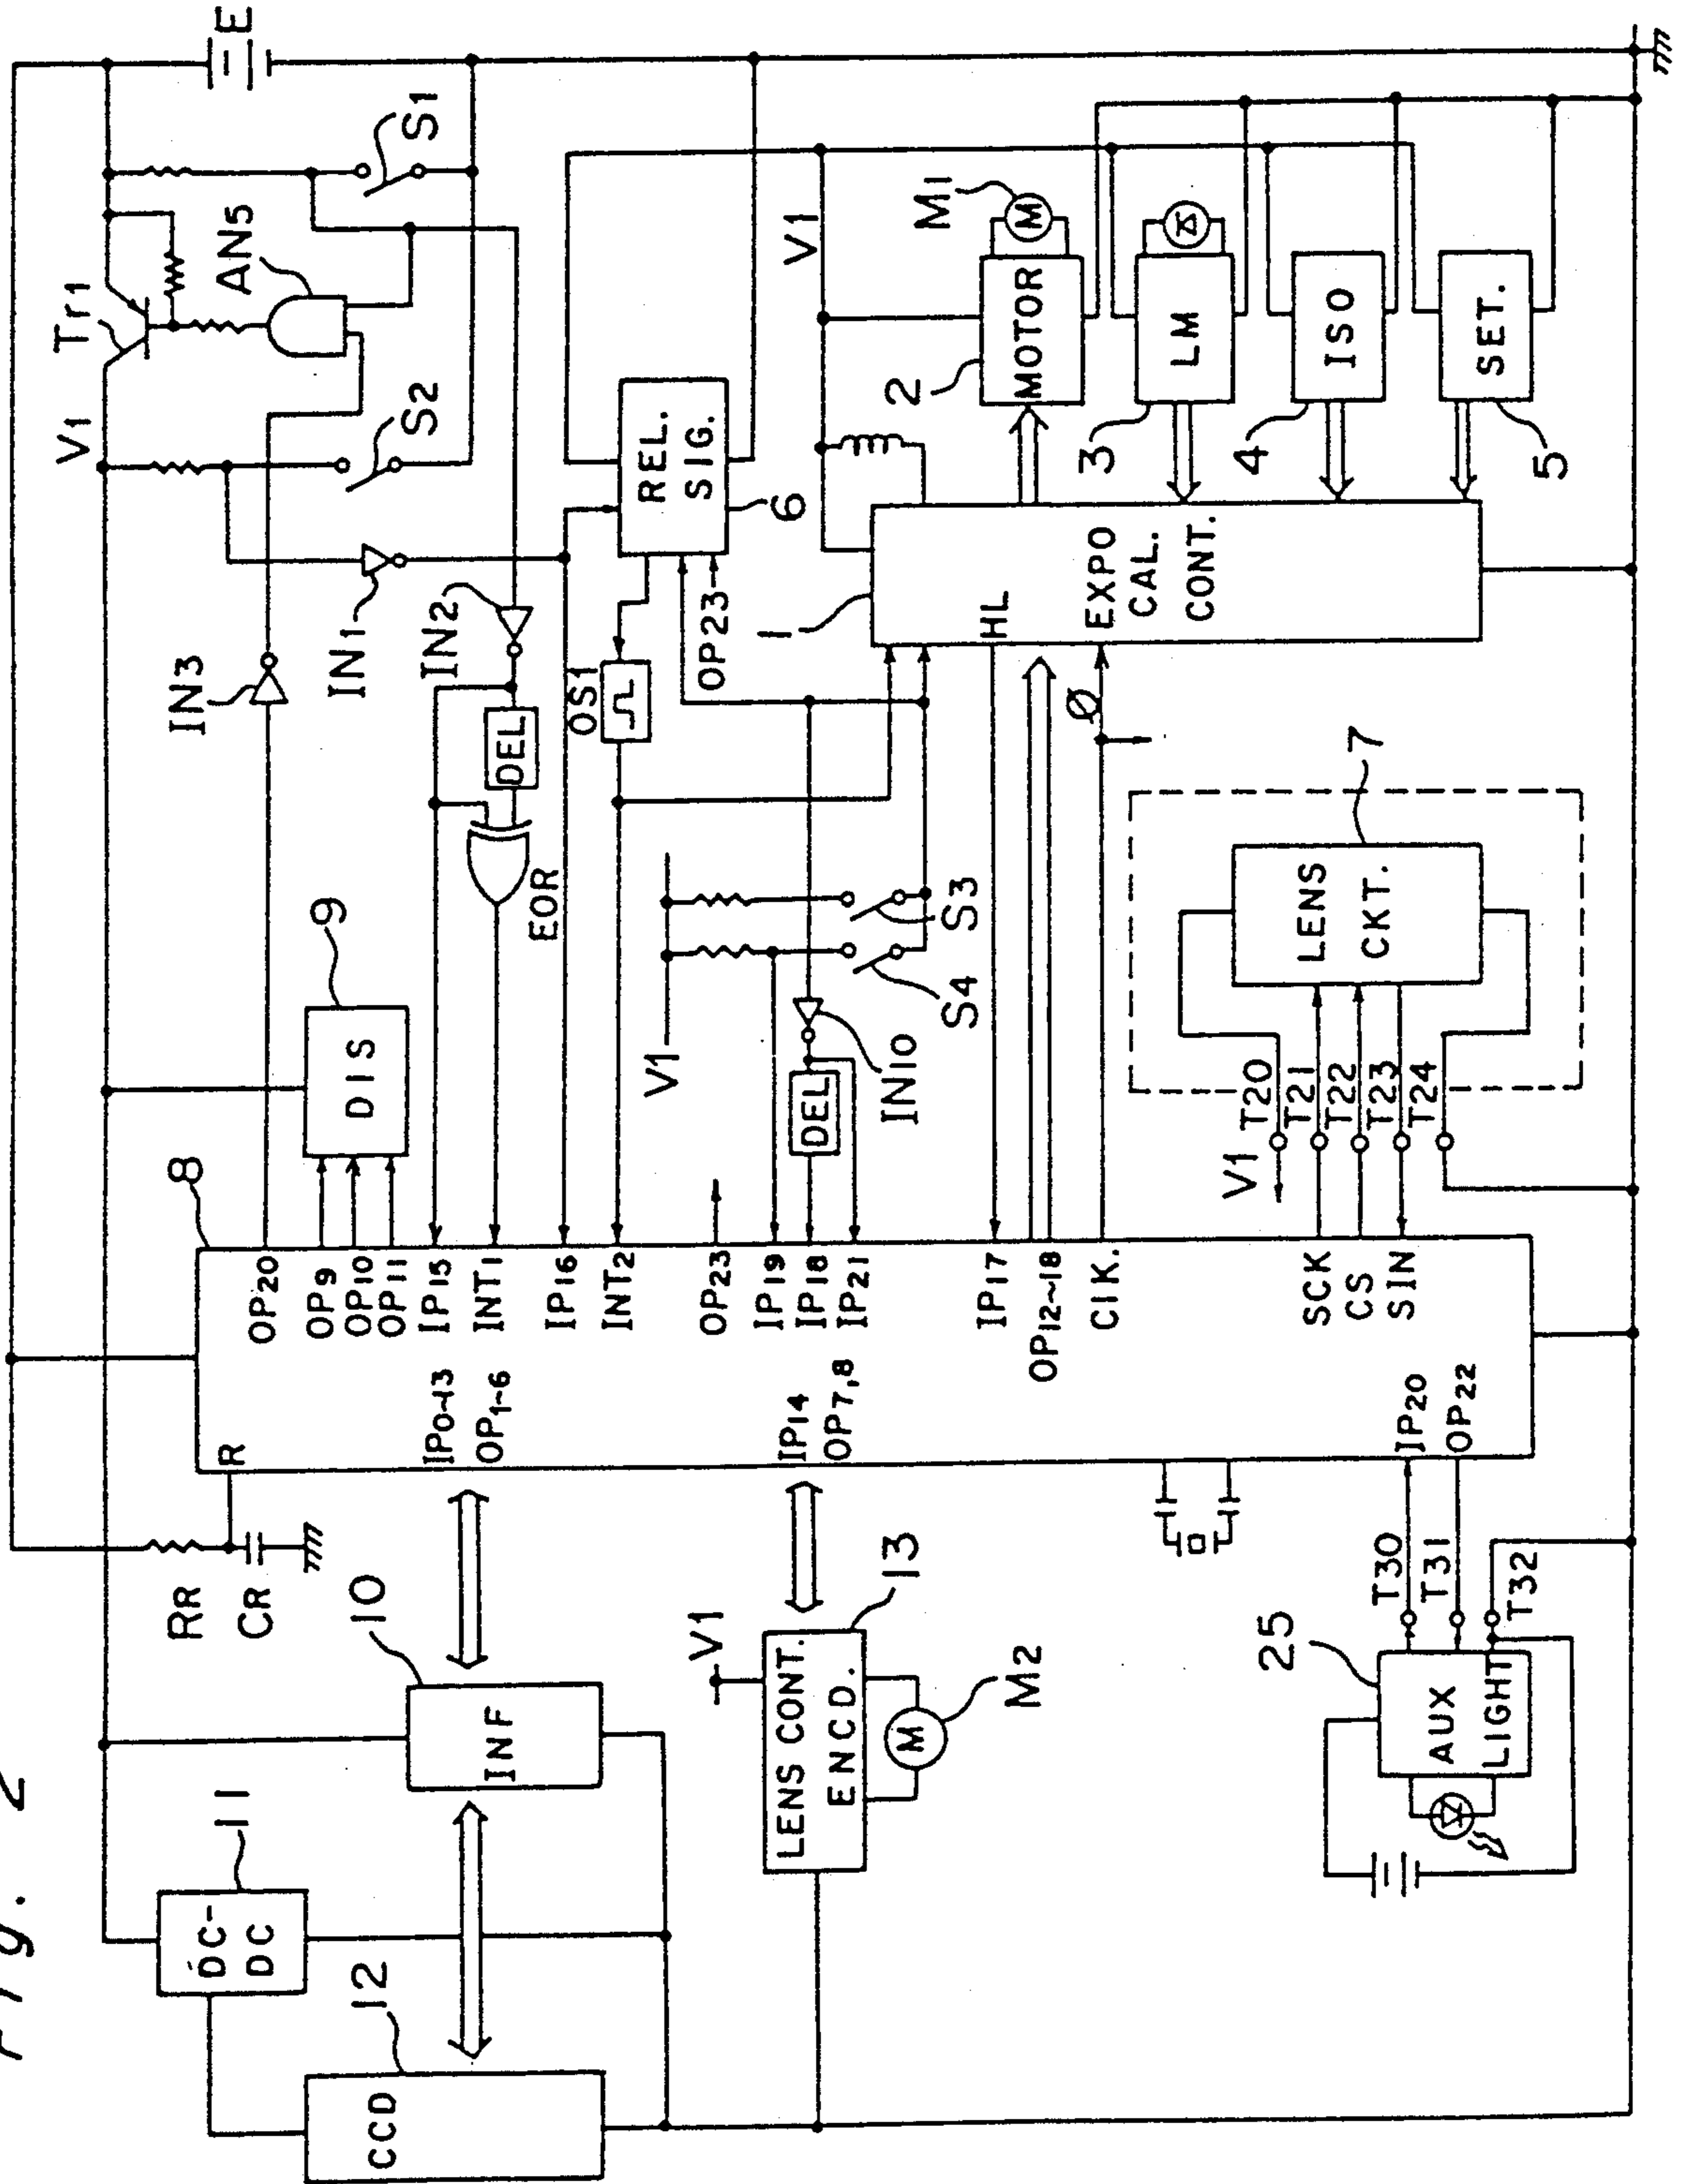 Fig. 2
E
S1
Tr1
AN5
V1
S2
IN3
IN1
IN2
DEL
EOR
OS1
REL.
SIG.
6
OP23
V1
M1
M
MOTOR
2
LM
3
ISO
4
SET.
5
1
HL
EXPO
CAL.
CONT.
Ø
9
DIS
8
V1
S3
S4
IN10
DEL
7
LENS
CKT.
V1
T20
T21
T22
T23
T24
OP20
OP9
OP10
OP11
IP15
INT1
IP16
INT2
OP23
IP19
IP18
IP21
IP17
OP12~18
ClK.
SCK
CS
SIN
R
IP0~13
OP1~6
IP14
OP7,8
IP20
OP22
RR
CR
10
INF
11
DC-
DC
12
CCD
V1
13
LENS CONT.
ENCD.
M
M2
25
AUX
LIGHT
T30
T31
T32